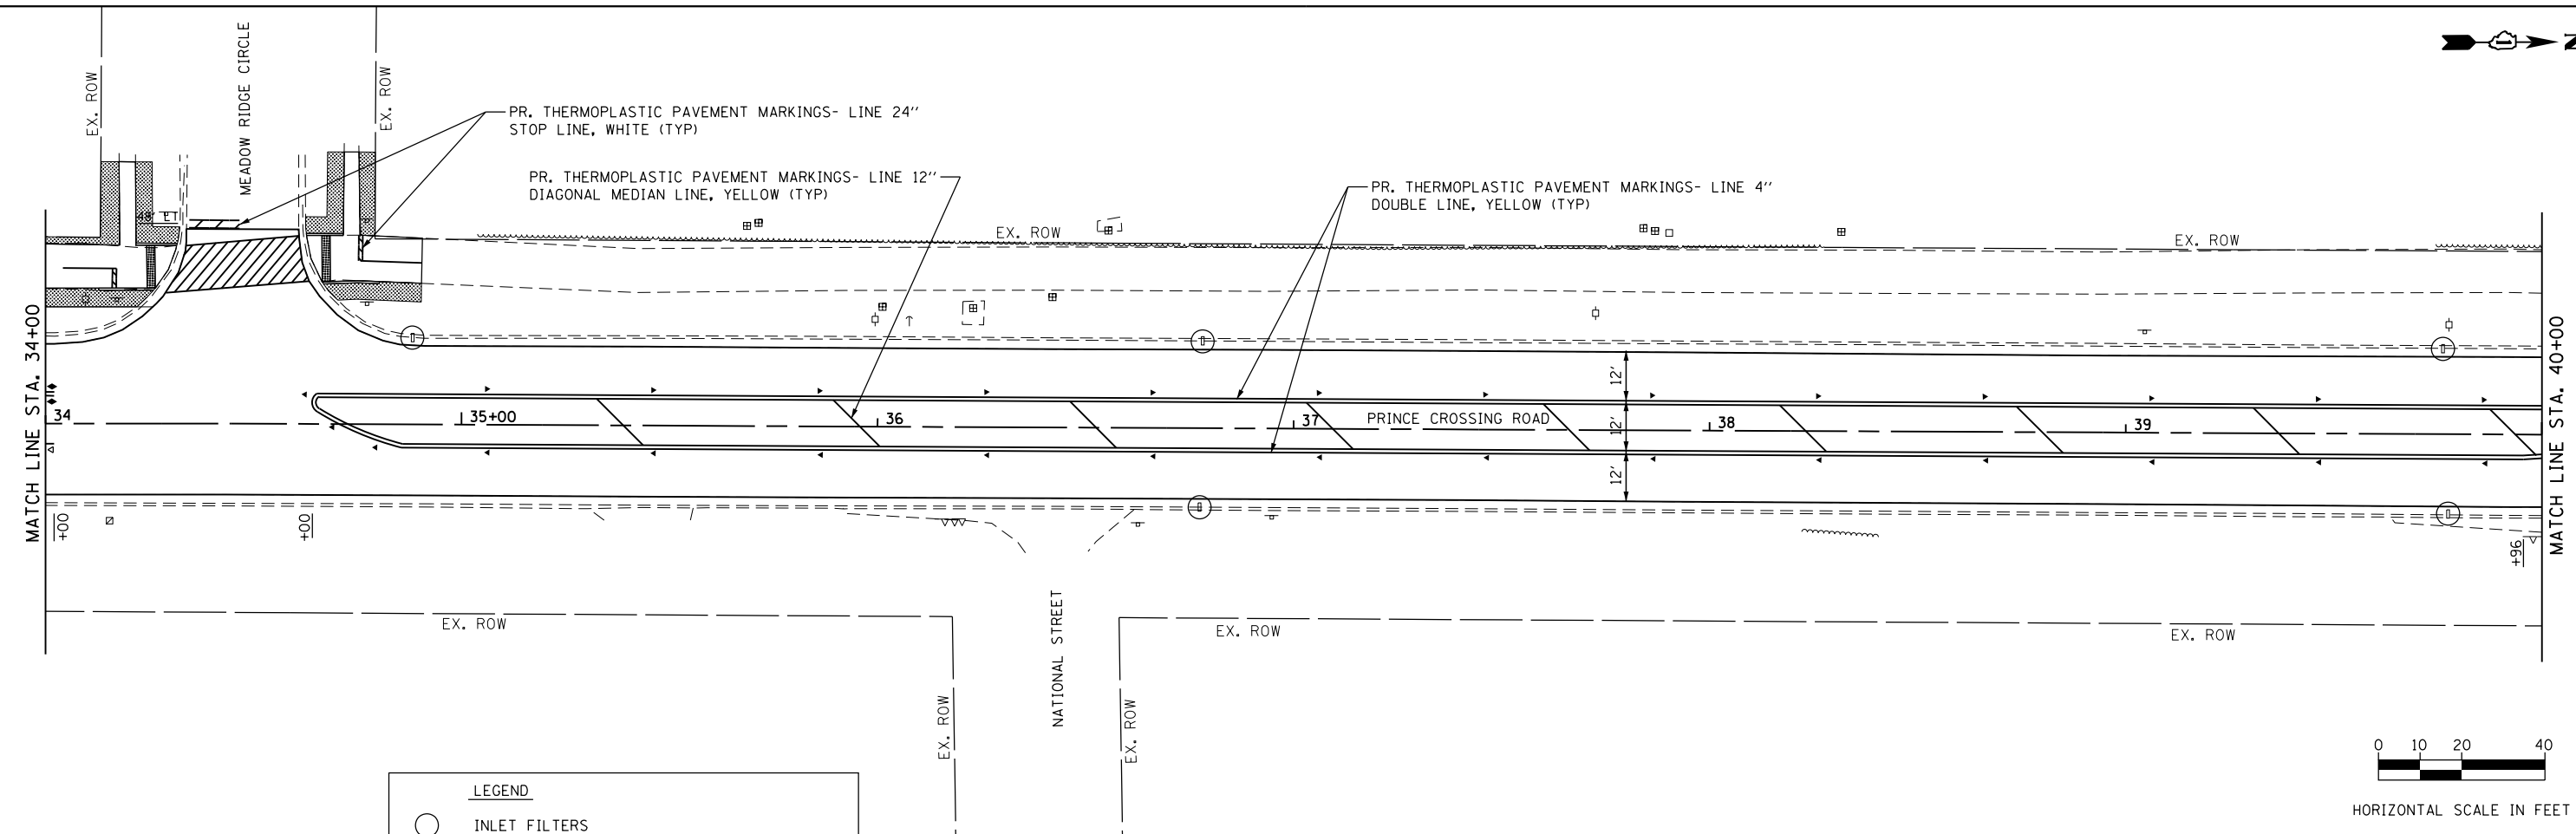 N
MEADOW RIDGE CIRCLE
EX. ROW
EX. ROW
PR. THERMOPLASTIC PAVEMENT MARKINGS- LINE 24''
STOP LINE, WHITE (TYP)
PR. THERMOPLASTIC PAVEMENT MARKINGS- LINE 12''
DIAGONAL MEDIAN LINE, YELLOW (TYP)
PR. THERMOPLASTIC PAVEMENT MARKINGS- LINE 4''
DOUBLE LINE, YELLOW (TYP)
EX. ROW
EX. ROW
MATCH LINE STA. 34+00
MATCH LINE STA. 40+00
12'
12'
12'
34
35+00
36
37
PRINCE CROSSING ROAD
38
39
+00
+00
+96
EX. ROW
EX. ROW
EX. ROW
NATIONAL STREET
EX. ROW
EX. ROW
0 10 20 40
HORIZONTAL SCALE IN FEET
LEGEND
INLET FILTERS